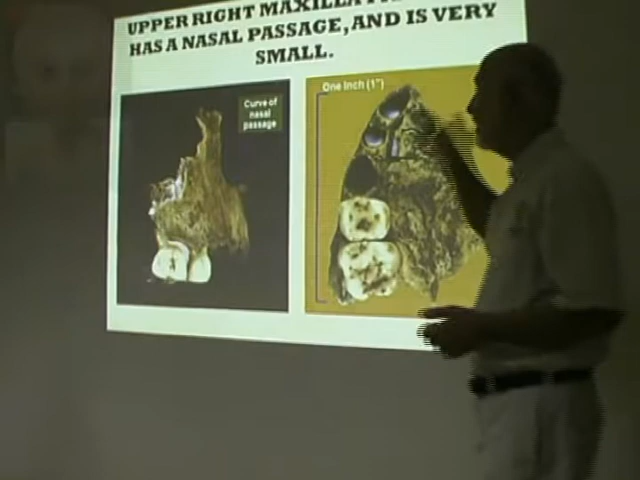 UPPER RIGHT MAXILLA
HAS A NASAL PASSAGE, AND IS VERY
SMALL.
Curve of
nasal
passage
One Inch (1")